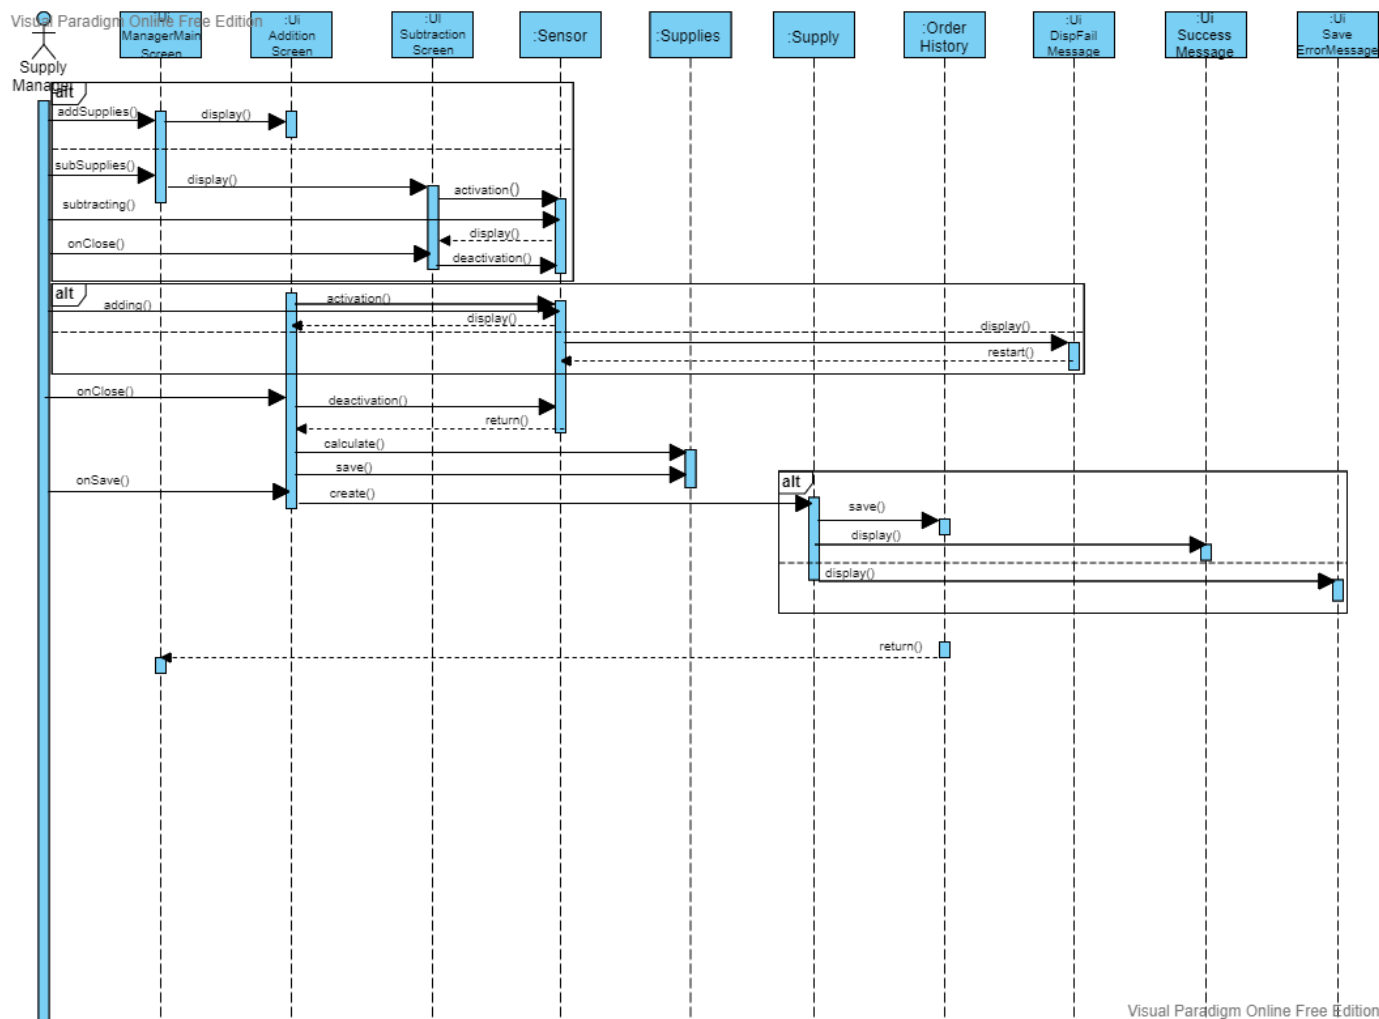 Visual Paradigm Online Free Edition
Supply
Manager
:Ui
ManagerMain
Screen
:Ui
Addition
Screen
:UI
Subtraction
Screen
:Sensor
:Supplies
:Supply
:Order
History
:Ui
DispFail
Message
:Ui
Success
Message
:Ui
Save
ErrorMessage
alt
addSupplies()
display()
subSupplies()
display()
activation()
subtracting()
display()
onClose()
deactivation()
alt
adding()
activation()
display()
display()
restart()
onClose()
deactivation()
return()
calculate()
save()
onSave()
create()
alt
save()
display()
display()
return()
Visual Paradigm Online Free Edition